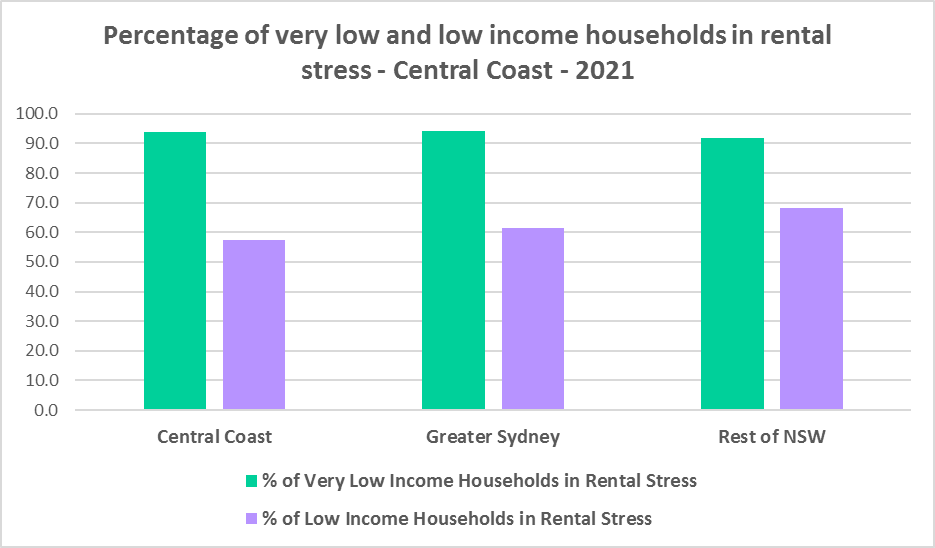 Percentage of very low and low income households in rental
stress - Central Coast - 2021
100.0
90.0
80.0
70.0
60.0
50.0
40.0
30.0
20.0
10.0
0.0
Central Coast
Greater Sydney
Rest of NSW
% of Very Low Income Households in Rental Stress
% of Low Income Households in Rental Stress